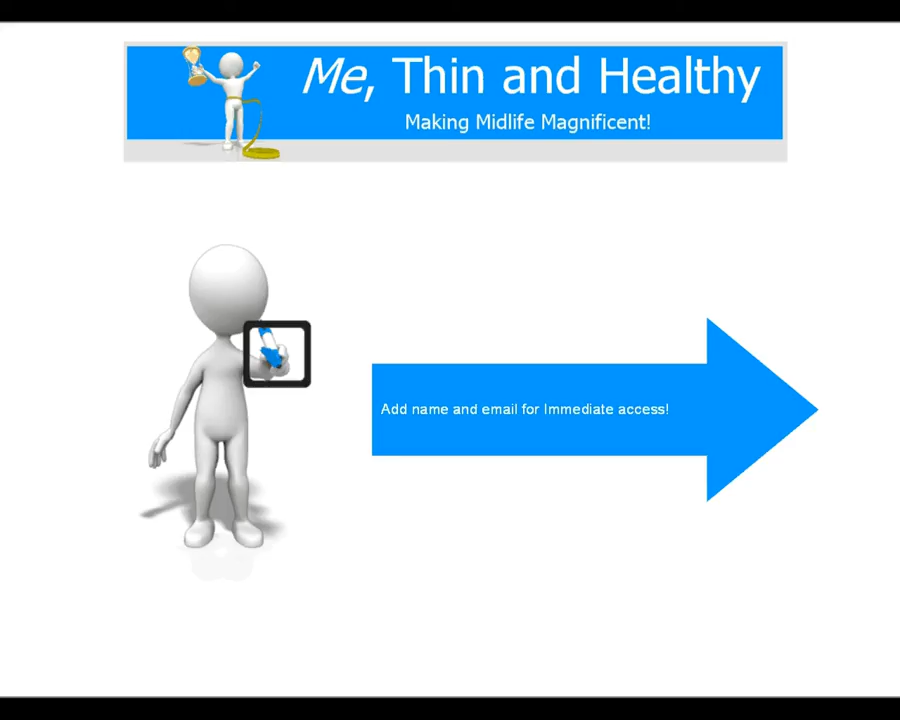 Me, Thin and Healthy
Making Midlife Magnificent!
Add name and email for Immediate access!